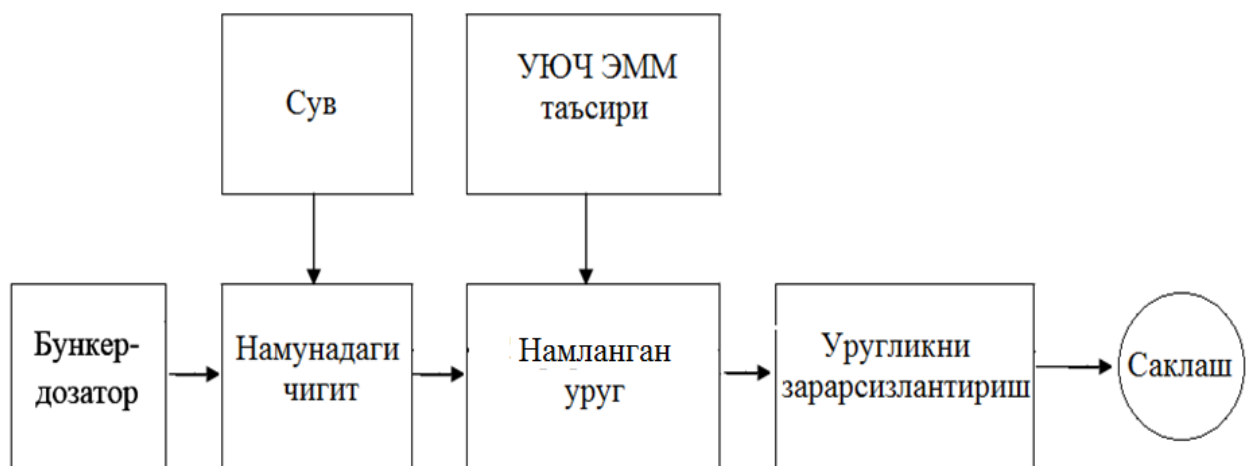 Сув
УЮЧ ЭММ
таъсири
Бункер-
дозатор
Намунадаги
чигит
Намланган
уруг
Уругликни
зарарсизлантириш
Саклаш